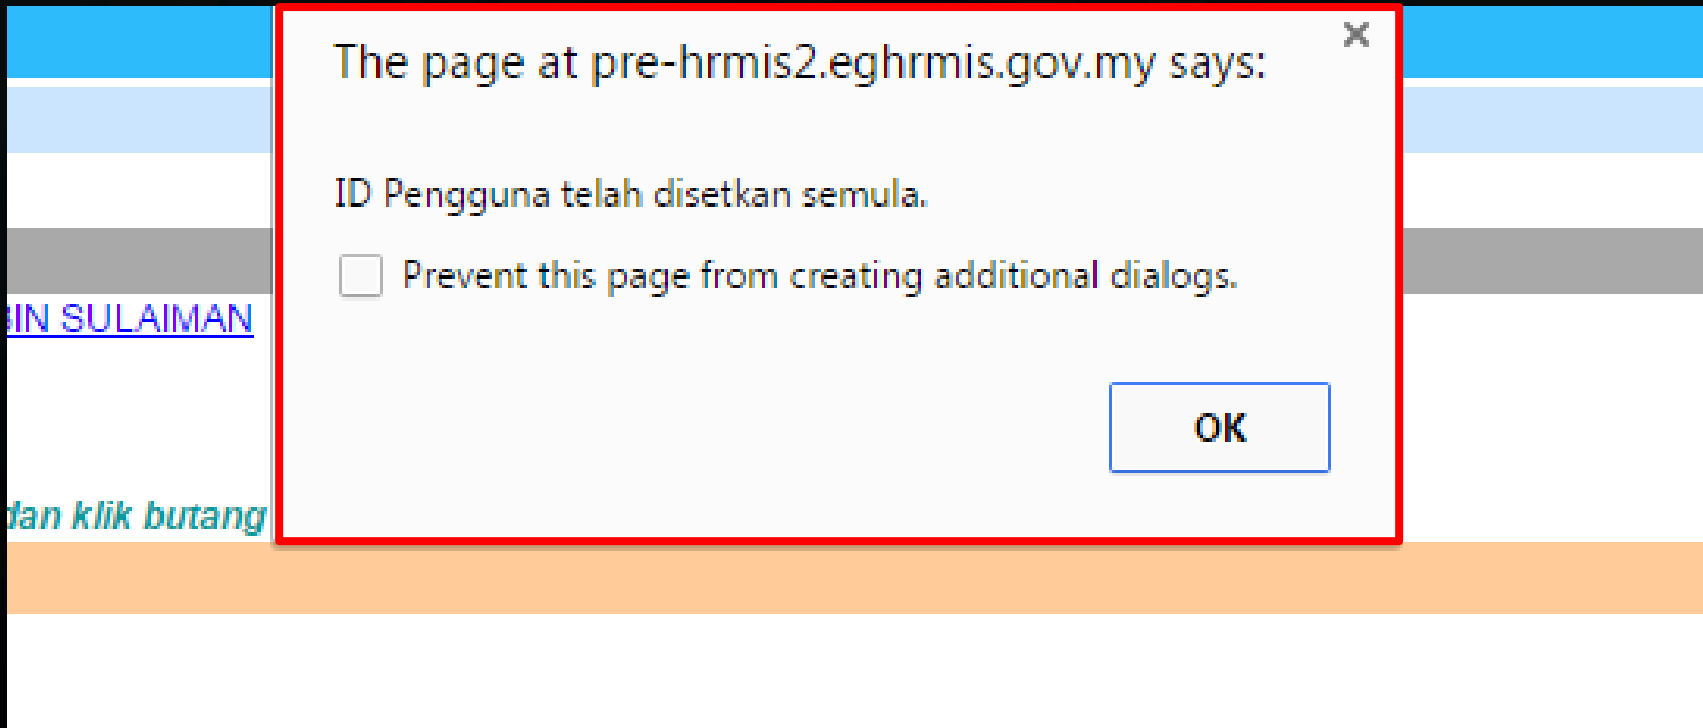 The page at pre-hrmis2.eghrmis.gov.my says:
ID Pengguna telah disetkan semula.
Prevent this page from creating additional dialogs.
BIN SULAIMAN
OK
dan klik butang